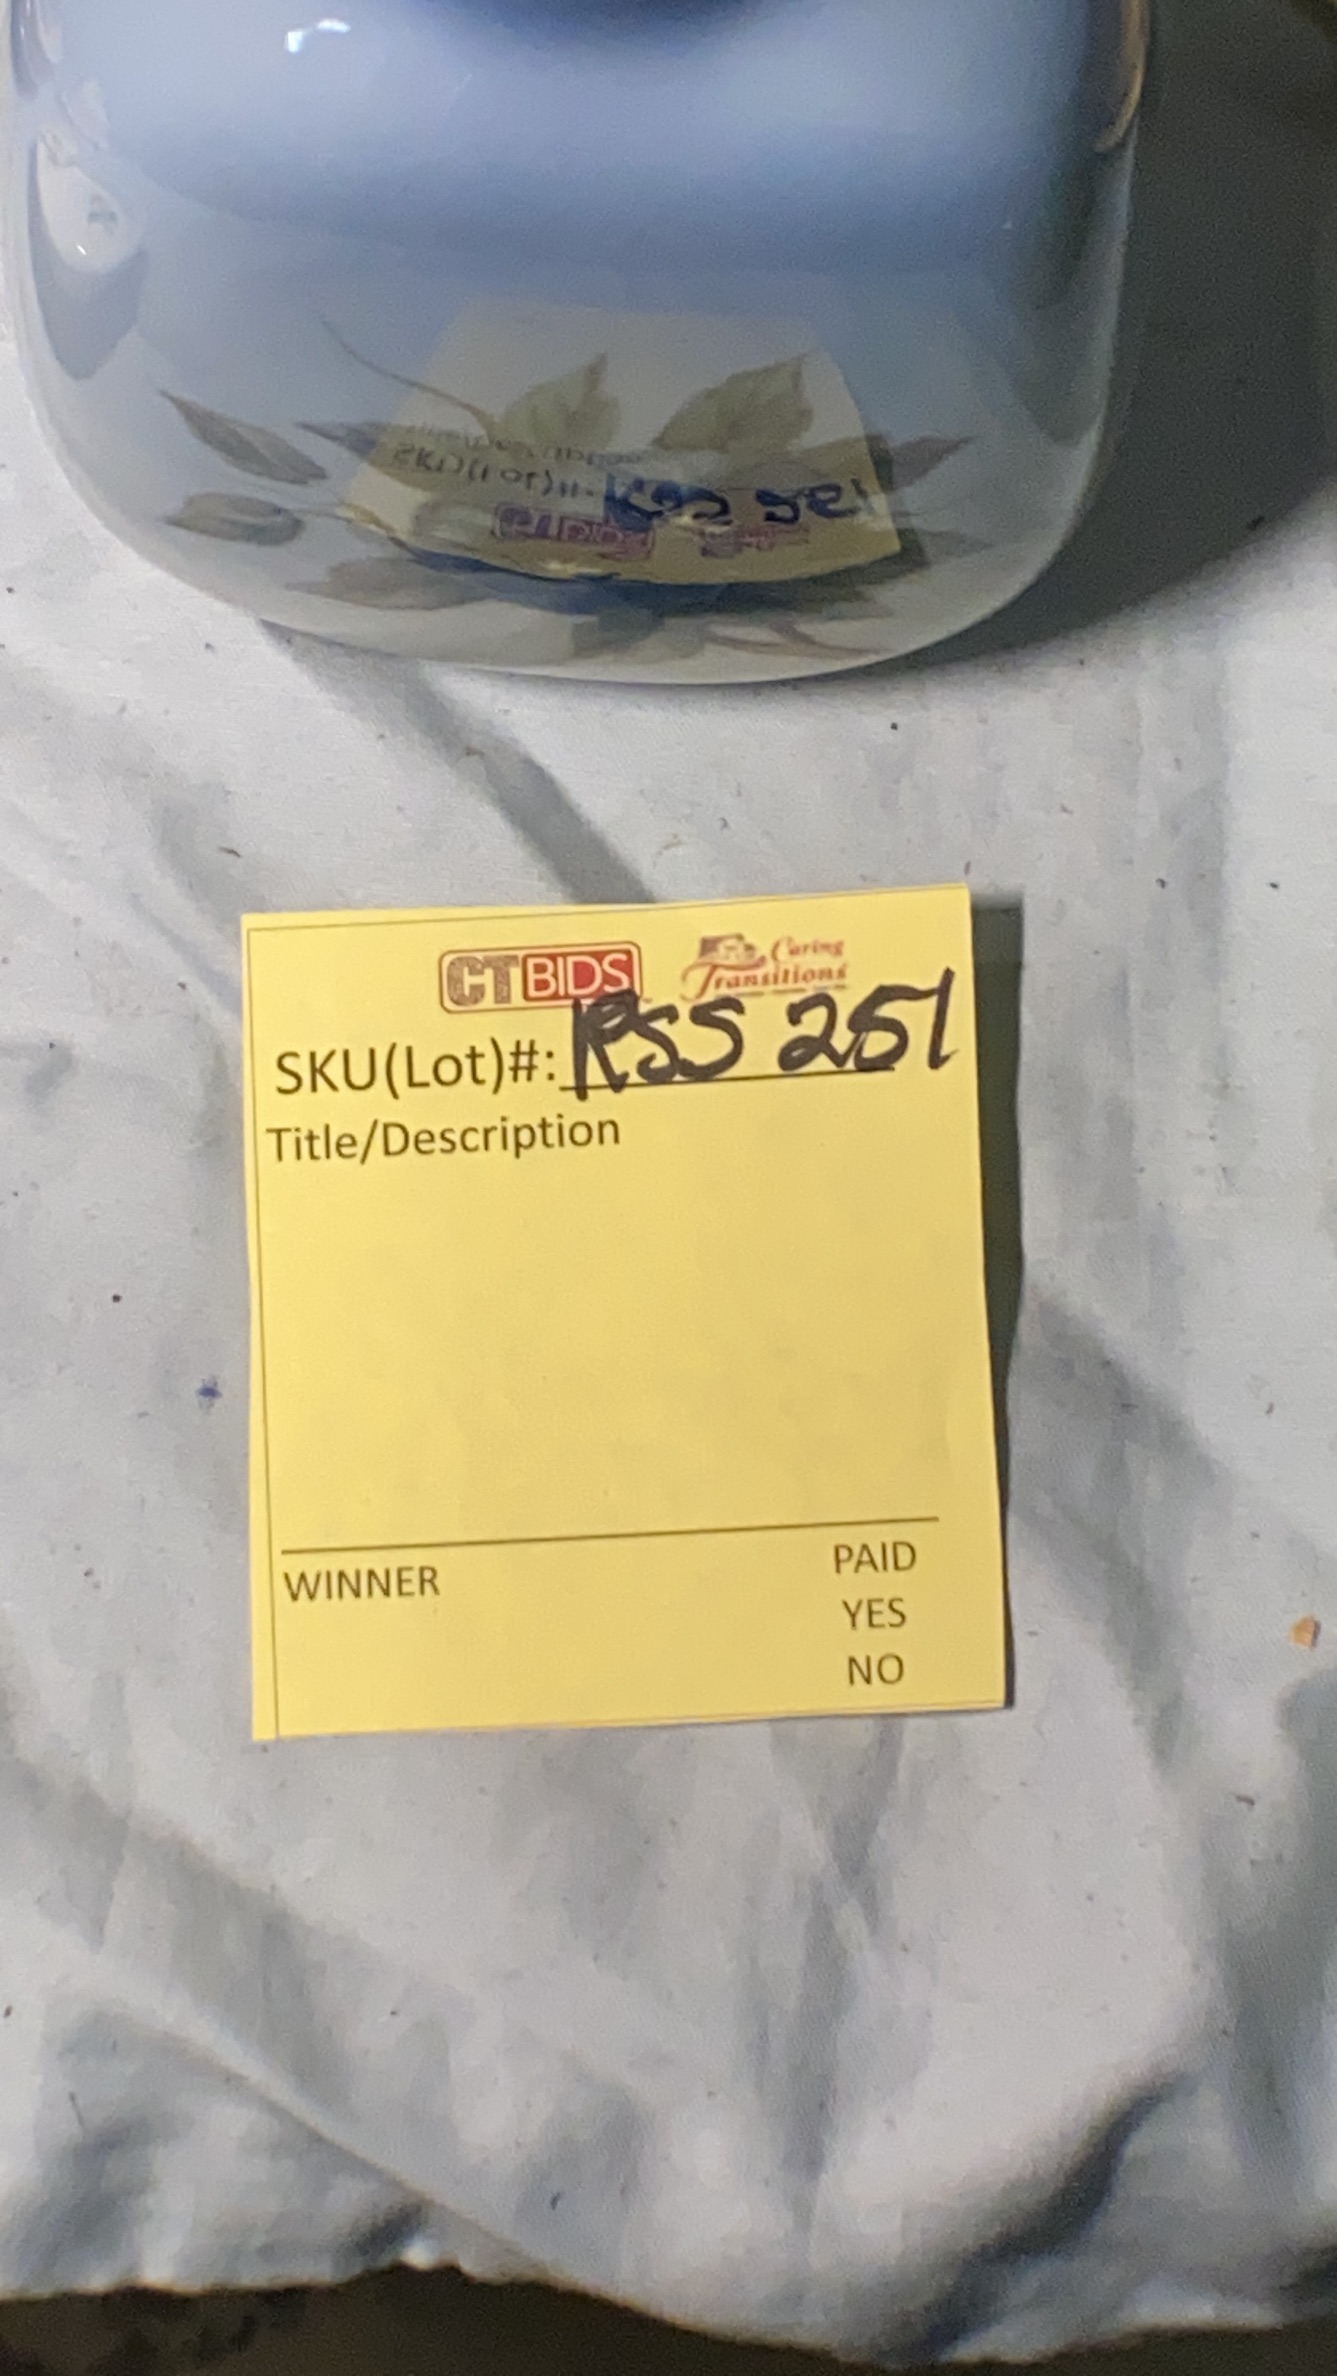 CTBIDS Caring Transitions
SKU(Lot)#: RSS 251
Title/Description
WINNER PAID
YES
NO